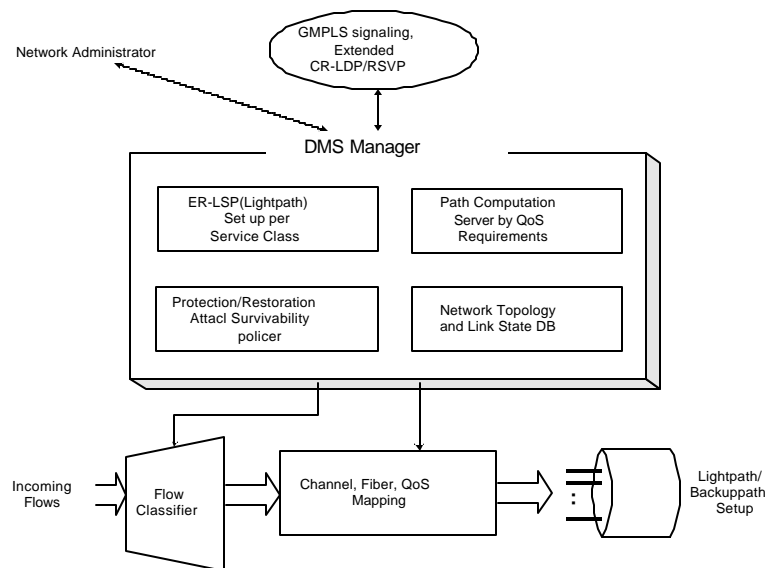 GMPLS signaling,
Extended
CR-LDP/RSVP
Network Administrator
DMS Manager
ER-LSP(Lightpath)
Set up per
Service Class
Path Computation
Server by QoS
Requirements
Protection/Restoration
Attacl Survivability
policer
Network Topology
and Link State DB
Incoming
Flows
Flow
Classifier
Channel, Fiber, QoS
Mapping
Lightpath/
Backuppath
Setup